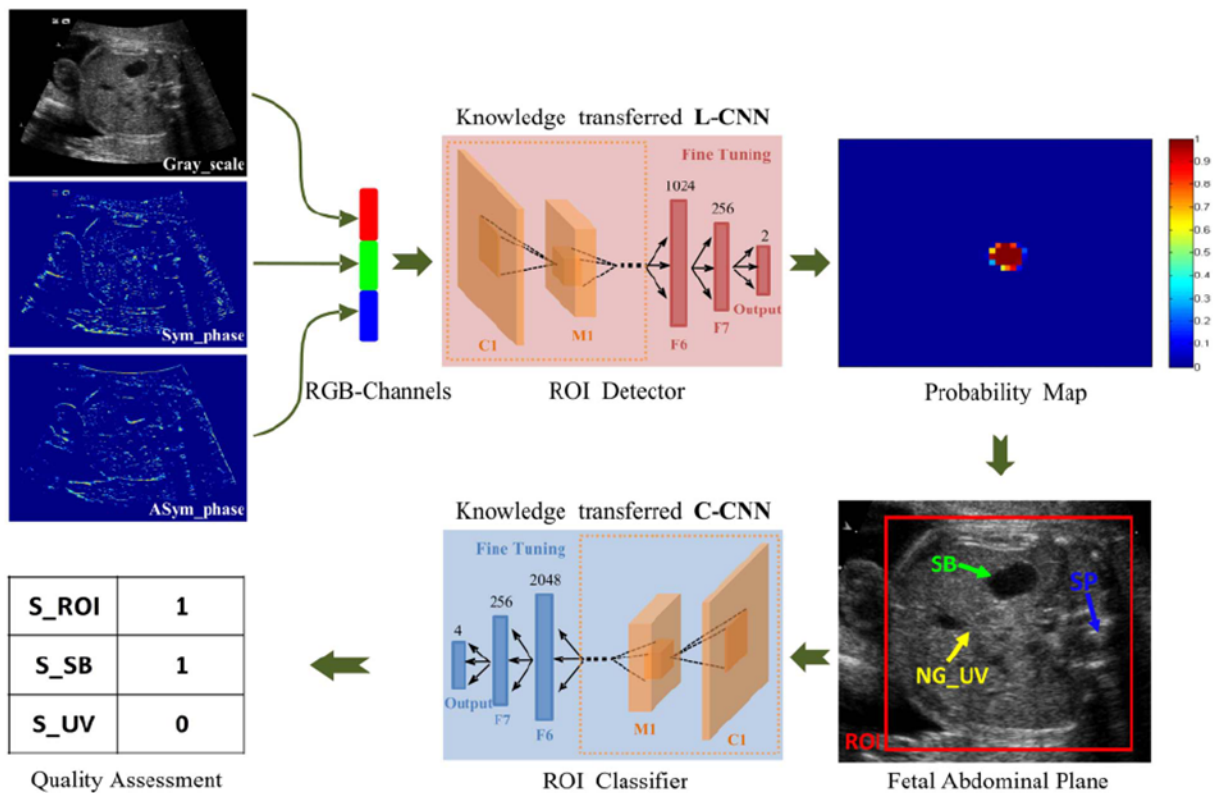 Gray_scale
Sym_phase
ASym_phase
RGB-Channels
Knowledge transferred L-CNN
Fine Tuning
1024
256
2
C1
M1
F6
F7
Output
ROI Detector
1
0.9
0.8
0.7
0.6
0.5
0.4
0.3
0.2
0.1
0
Probability Map
SB
SP
NG_UV
ROI
Fetal Abdominal Plane
Knowledge transferred C-CNN
Fine Tuning
2048
256
4
Output
F7
F6
M1
C1
ROI Classifier
S_ROI 1
S_SB 1
S_UV 0
Quality Assessment